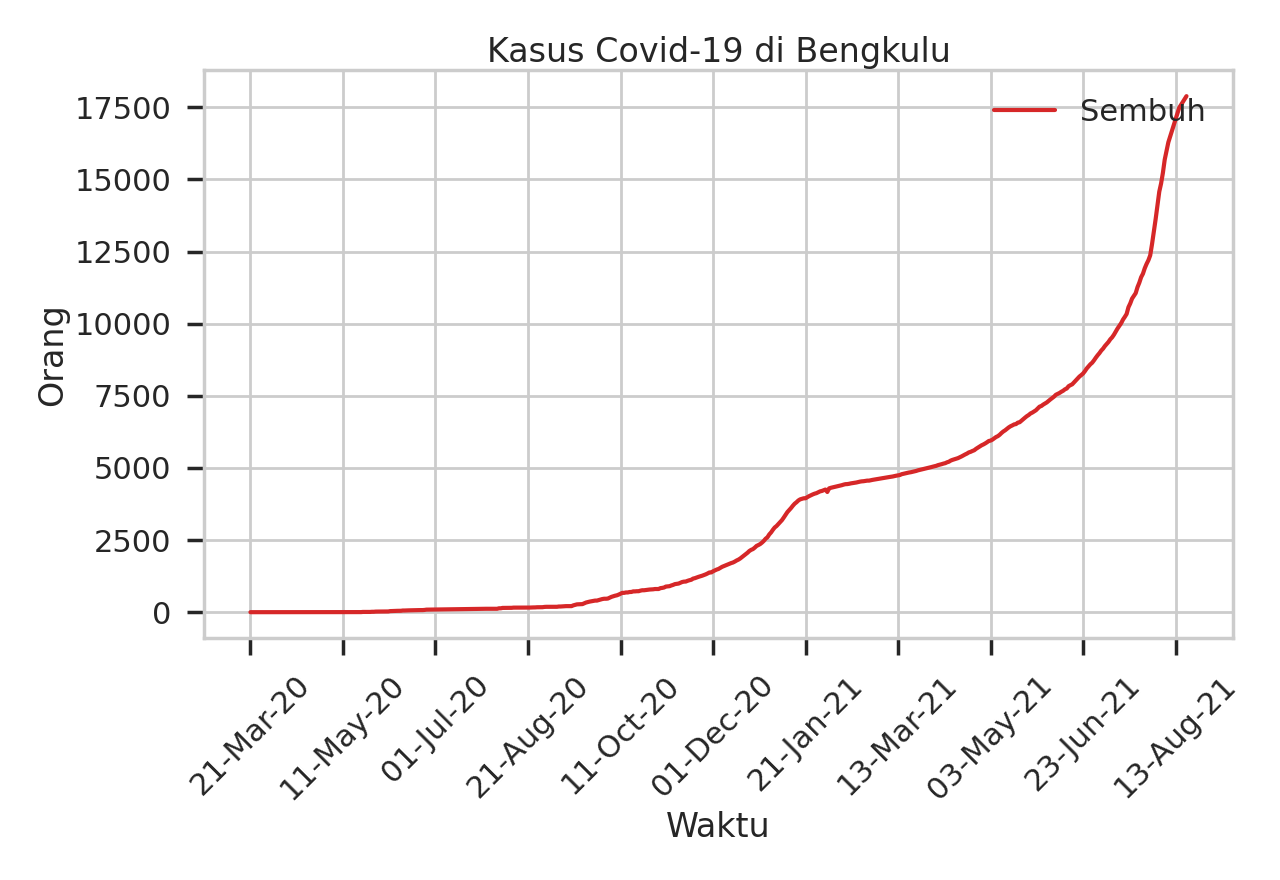 Kasus Covid-19 di Bengkulu
Sembuh
Orang
17500
15000
12500
10000
7500
5000
2500
0
21-Mar-20
11-May-20
01-Jul-20
21-Aug-20
11-Oct-20
01-Dec-20
21-Jan-21
13-Mar-21
03-May-21
23-Jun-21
13-Aug-21
Waktu